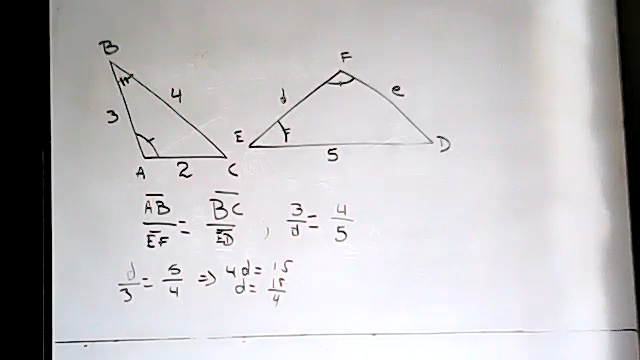 B
F
3
4
d
e
E
D
A
2
C
5
AB/EF = BC/ED , 3/d = 4/5
d/3 = 5/4 => 4d = 15
d = 15/4